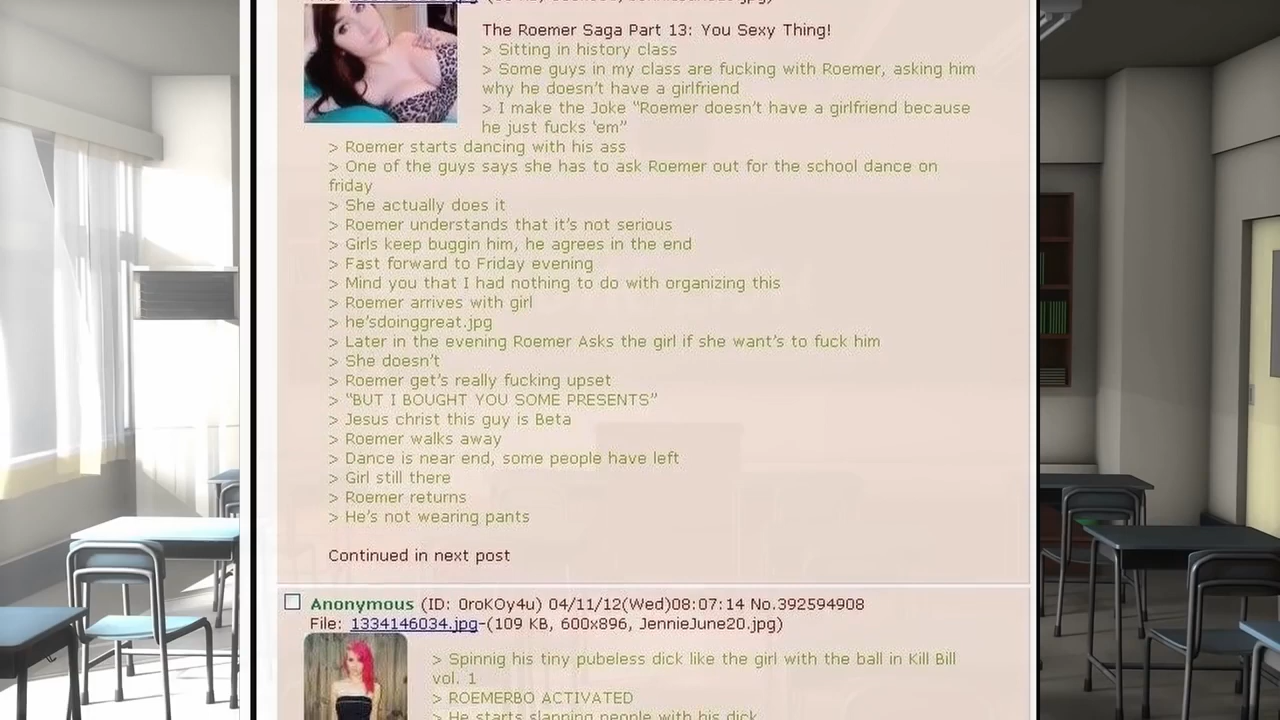 The Roemer Saga Part 13: You Sexy Thing!
> Sitting in history class
> Some guys in my class are fucking with Roemer, asking him
why he doesn't have a girlfriend
> I make the Joke "Roemer doesn't have a girlfriend because
he just fucks 'em"
> Roemer starts dancing with his ass
> One of the guys says she has to ask Roemer out for the school dance on
friday
> She actually does it
> Roemer understands that it's not serious
> Girls keep buggin him, he agrees in the end
> Fast forward to Friday evening
> Mind you that I had nothing to do with organizing this
> Roemer arrives with girl
> he'sdoinggreat.jpg
> Later in the evening Roemer Asks the girl if she want's to fuck him
> She doesn't
> Roemer get's really fucking upset
> "BUT I BOUGHT YOU SOME PRESENTS"
> Jesus christ this guy is Beta
> Roemer walks away
> Dance is near end, some people have left
> Girl still there
> Roemer returns
> He's not wearing pants
Continued in next post
Anonymous (ID: 0roKOy4u) 04/11/12(Wed)08:07:14 No.392594908
File: 1334146034.jpg-(109 KB, 600x896, JennieJune20.jpg)
> Spinnig his tiny pubeless dick like the girl with the ball in Kill Bill
vol. 1
> ROEMERBO ACTIVATED
> He starts slapping people with his dick